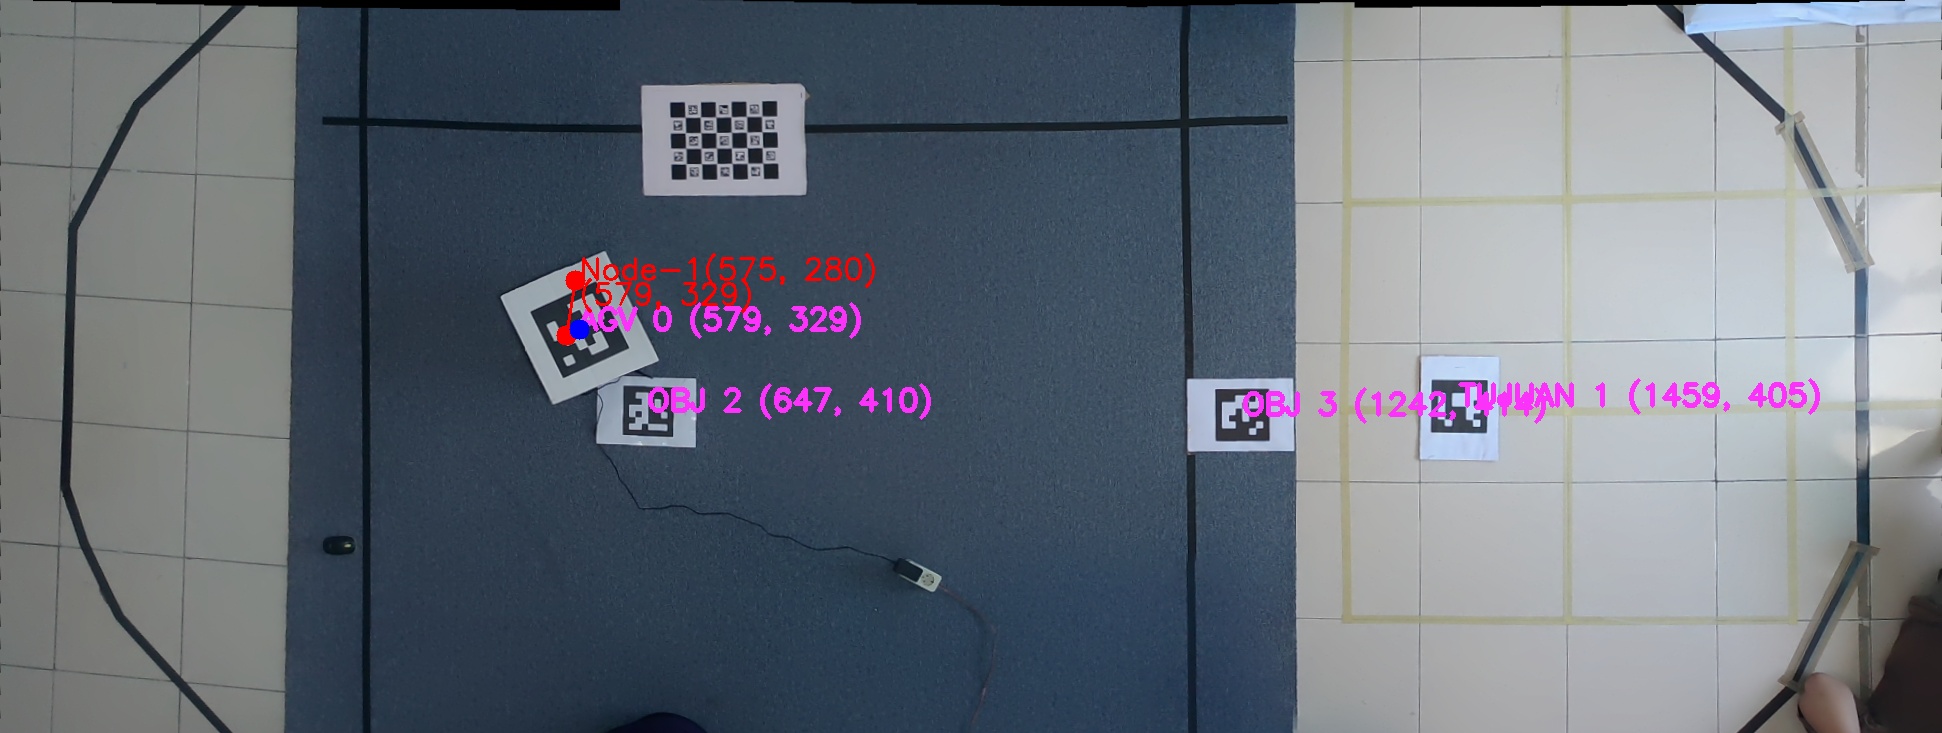 Node-1(575, 280)
(579, 329)
AGV 0 (579, 329)
OBJ 2 (647, 410)
OBJ 3 (1242, 414)
TUJUAN 1 (1459, 405)